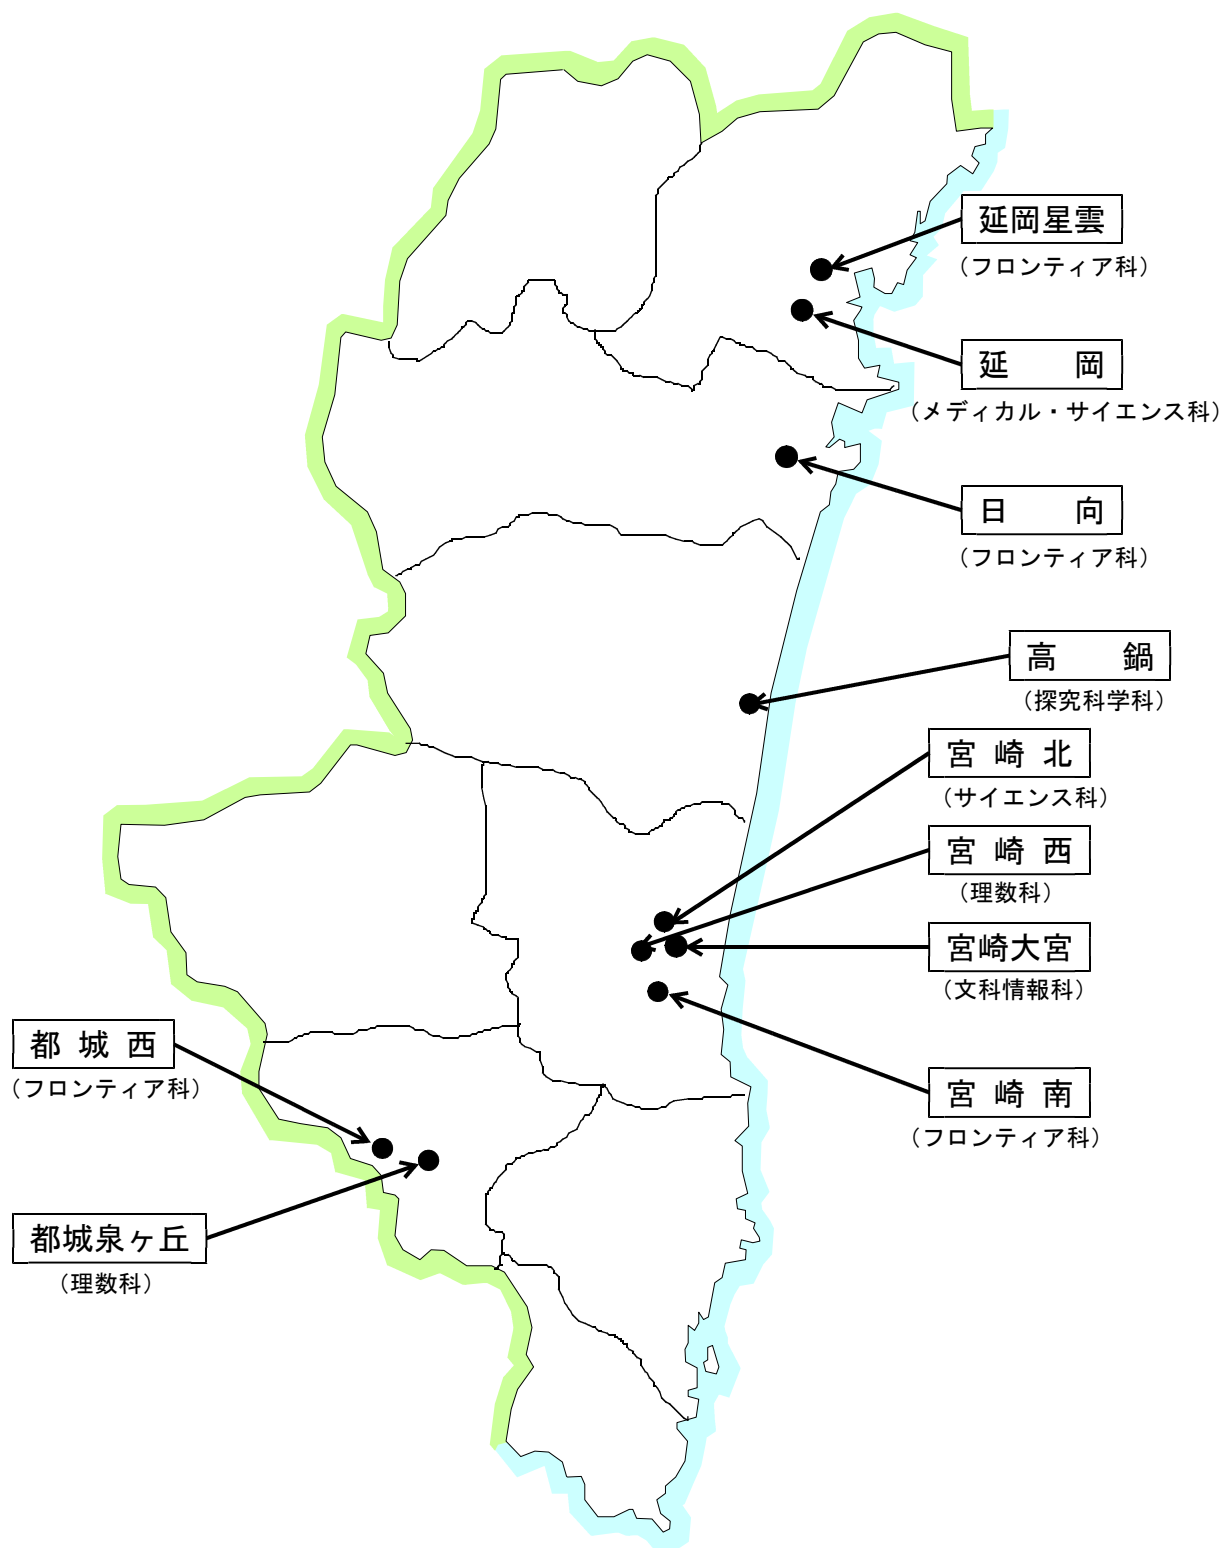 延岡星雲
（フロンティア科）
延　　岡
（メディカル・サイエンス科）
日　　向
（フロンティア科）
高　　鍋
（探究科学科）
宮 崎 北
（サイエンス科）
宮 崎 西
（理数科）
宮崎大宮
（文科情報科）
宮 崎 南
（フロンティア科）
都 城 西
（フロンティア科）
都城泉ヶ丘
（理数科）